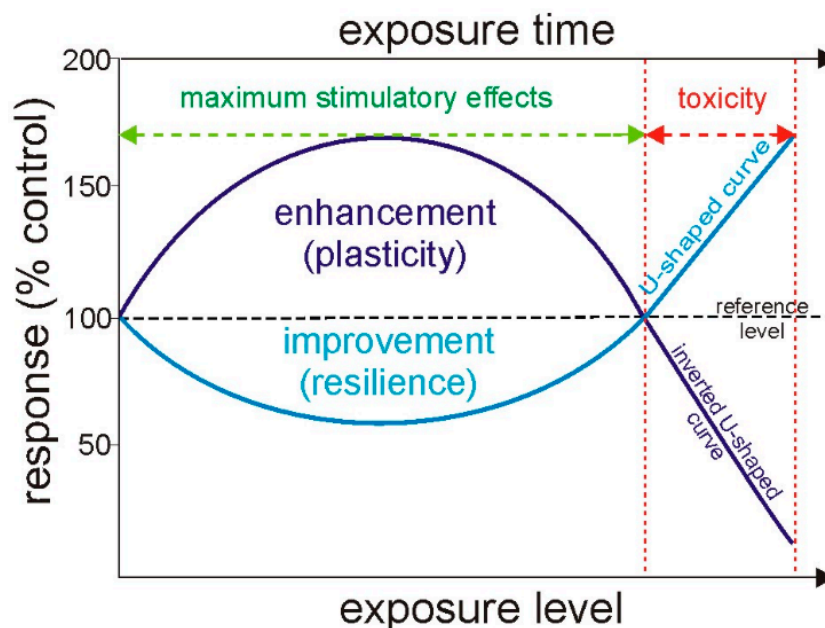 exposure time
200
maximum stimulatory effects
toxicity
150
enhancement
(plasticity)
U-shaped curve
response (% control)
100
reference
level
improvement
(resilience)
inverted U-shaped
curve
50
exposure level